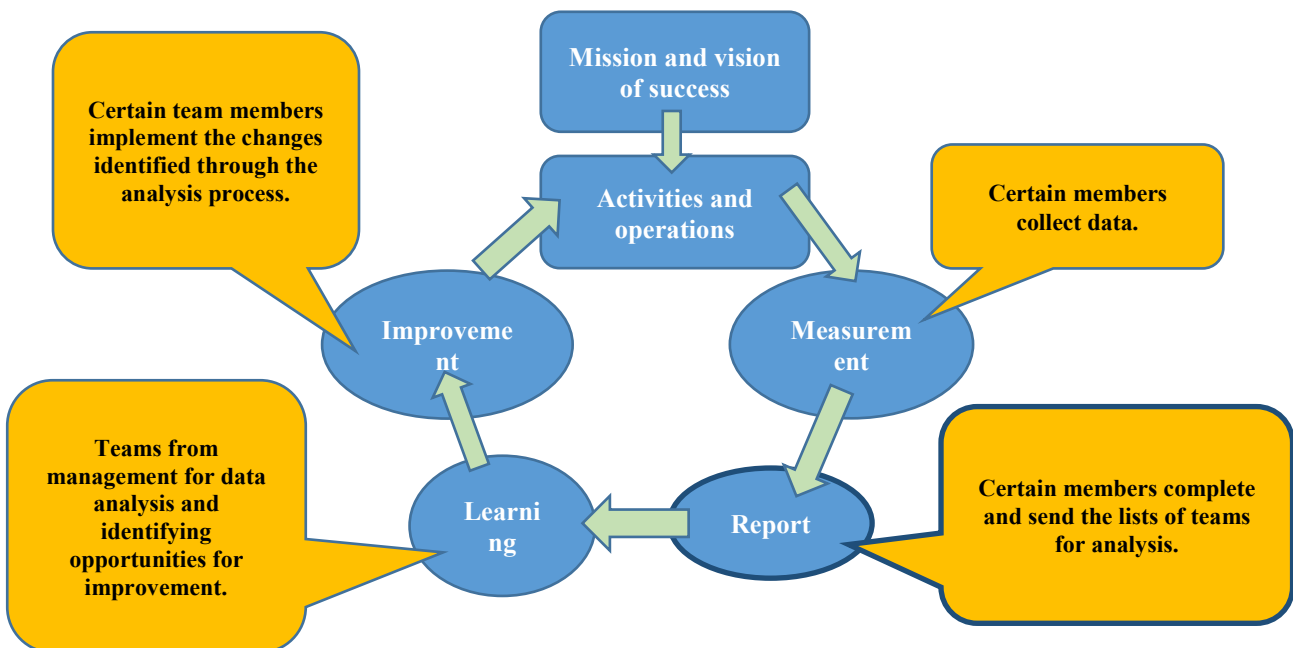 Mission and vision
of success
Certain team members
implement the changes
identified through the
analysis process.
Activities and
operations
Certain members
collect data.
Improveme
nt
Measurem
ent
Teams from
management for data
analysis and
identifying
opportunities for
improvement.
Learni
ng
Report
Certain members complete
and send the lists of teams
for analysis.